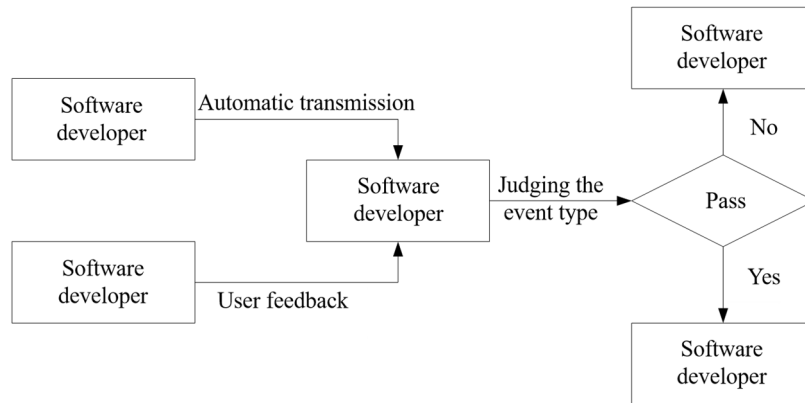 Software
developer
Automatic transmission
Software
developer
User feedback
Software
developer
Judging the
event type
Pass
No
Software
developer
Yes
Software
developer